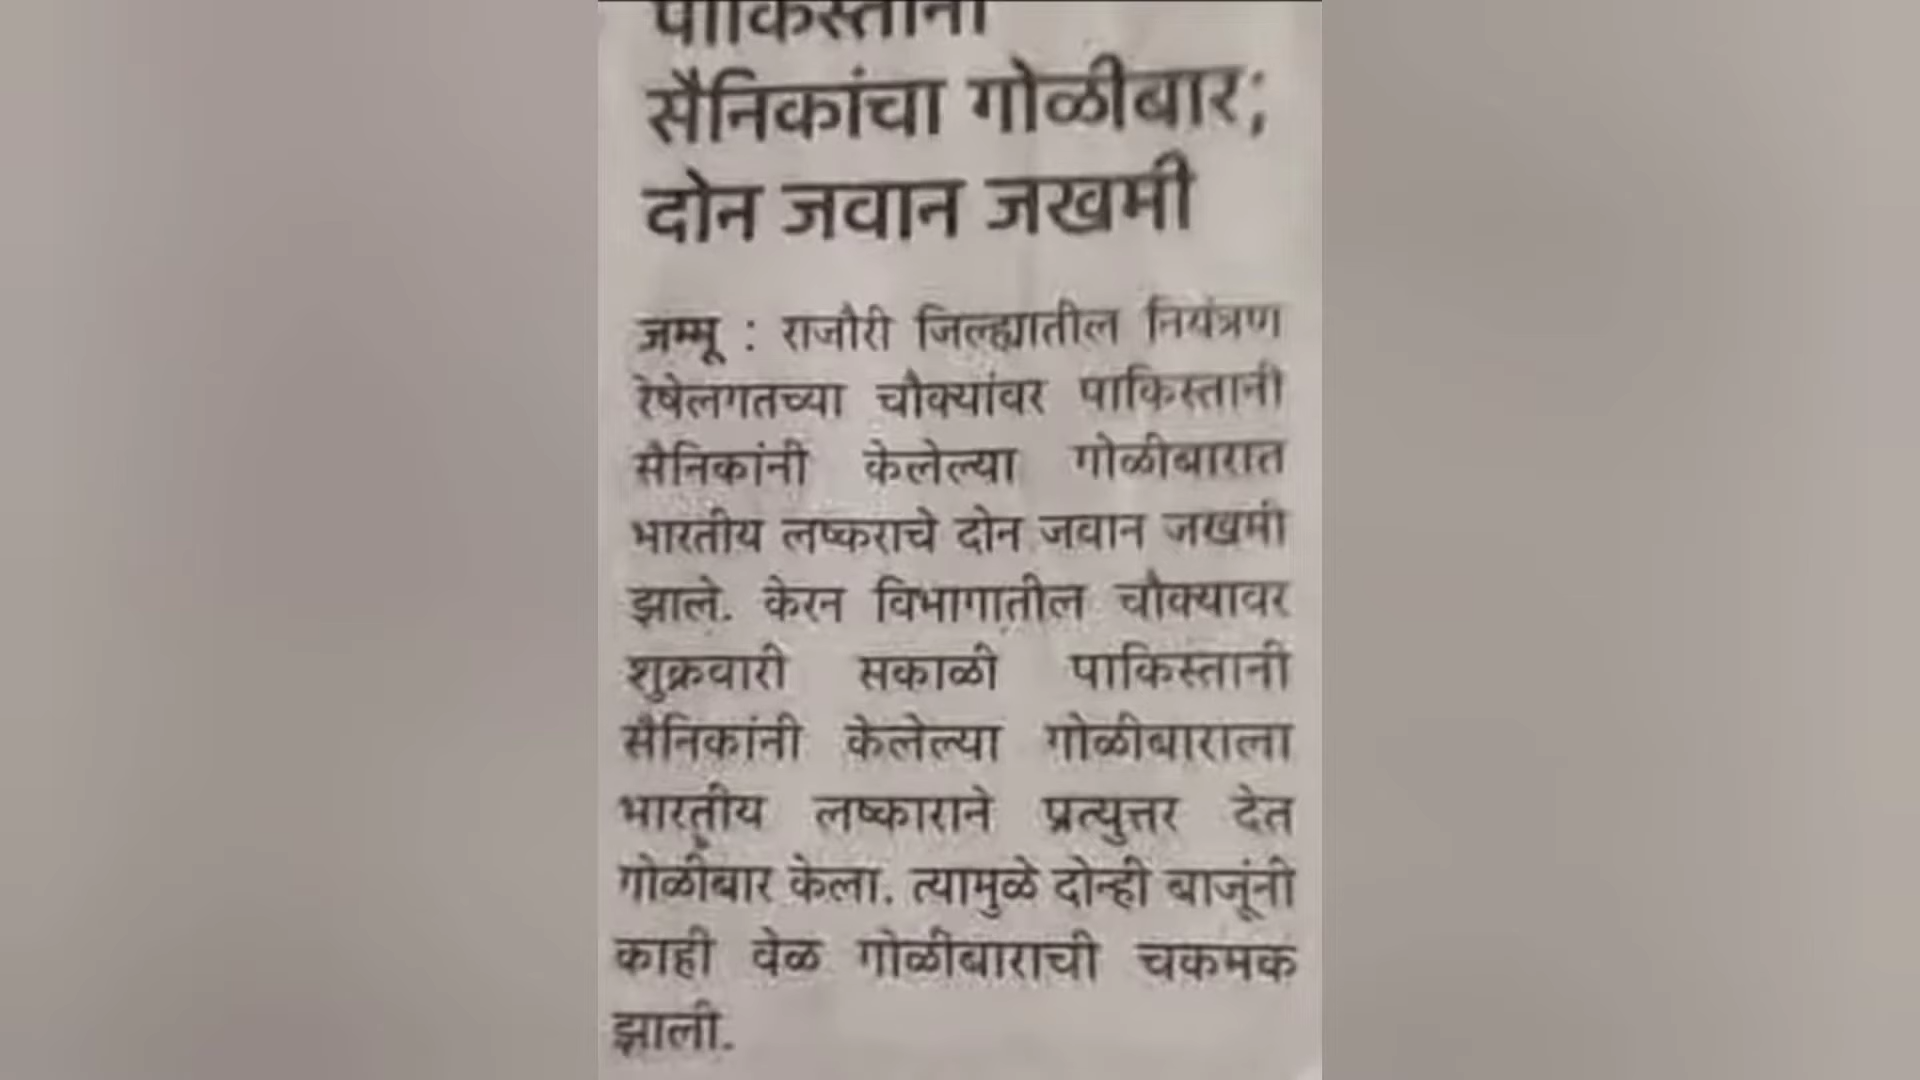 पाकिस्तानी
सैनिकांचा गोळीबार;
दोन जवान जखमी
जम्मू : राजौरी जिल्ह्यातील नियंत्रण
रेषेलगतच्या चौक्यांवर पाकिस्तानी
सैनिकांनी केलेल्या गोळीबारात
भारतीय लष्कराचे दोन जवान जखमी
झाले. केरन विभागातील चौक्यावर
शुक्रवारी सकाळी पाकिस्तानी
सैनिकांनी केलेल्या गोळीबाराला
भारतीय लष्काराने प्रत्युत्तर देत
गोळीबार केला. त्यामुळे दोन्ही बाजूंनी
काही वेळ गोळीबाराची चकमक
झाली.